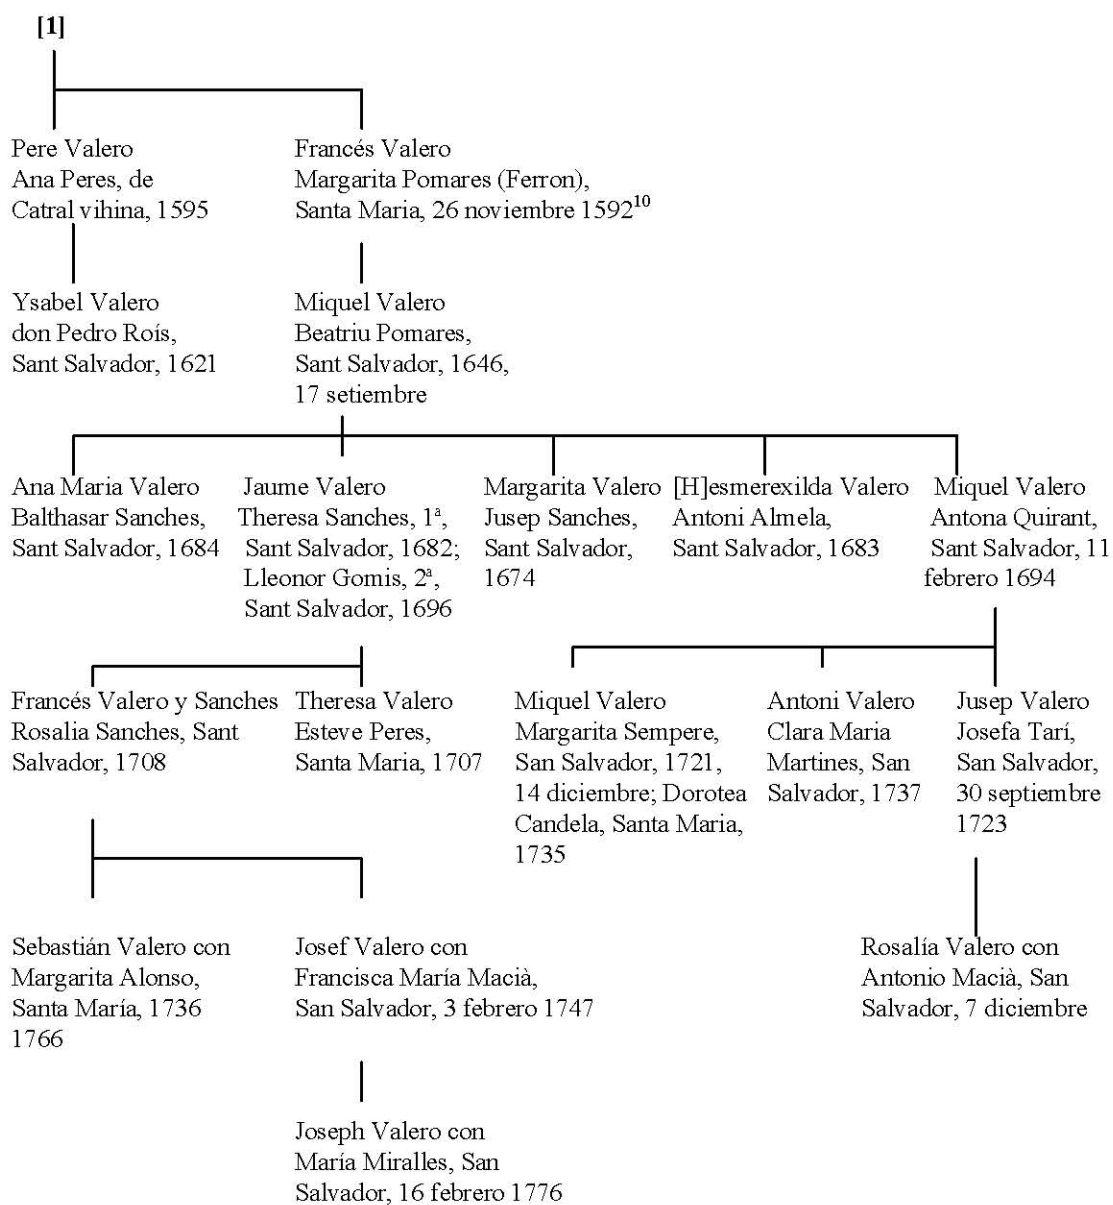 [1]
Pere Valero
Ana Peres, de
Catral vihina, 1595
Francés Valero
Margarita Pomares (Ferron),
Santa Maria, 26 noviembre 1592¹⁰
Ysabel Valero
don Pedro Roís,
Sant Salvador, 1621
Miquel Valero
Beatriu Pomares,
Sant Salvador, 1646,
17 setiembre
Ana Maria Valero
Balthasar Sanches,
Sant Salvador, 1684
Jaume Valero
Theresa Sanches, 1ª,
Sant Salvador, 1682;
Lleonor Gomis, 2ª,
Sant Salvador, 1696
Margarita Valero
Jusep Sanches,
Sant Salvador,
1674
[H]esmerexilda Valero
Antoni Almela,
Sant Salvador, 1683
Miquel Valero
Antona Quirant,
Sant Salvador, 11
febrero 1694
Francés Valero y Sanches
Rosalia Sanches, Sant
Salvador, 1708
Theresa Valero
Esteve Peres,
Santa Maria, 1707
Miquel Valero
Margarita Sempere,
San Salvador, 1721,
14 diciembre; Dorotea
Candela, Santa Maria,
1735
Antoni Valero
Clara Maria
Martines, San
Salvador, 1737
Jusep Valero
Josefa Tarí,
San Salvador,
30 septiembre
1723
Sebastián Valero con
Margarita Alonso,
Santa María, 1736
1766
Josef Valero con
Francisca María Macià,
San Salvador, 3 febrero 1747
Rosalía Valero con
Antonio Macià, San
Salvador, 7 diciembre
Joseph Valero con
María Miralles, San
Salvador, 16 febrero 1776